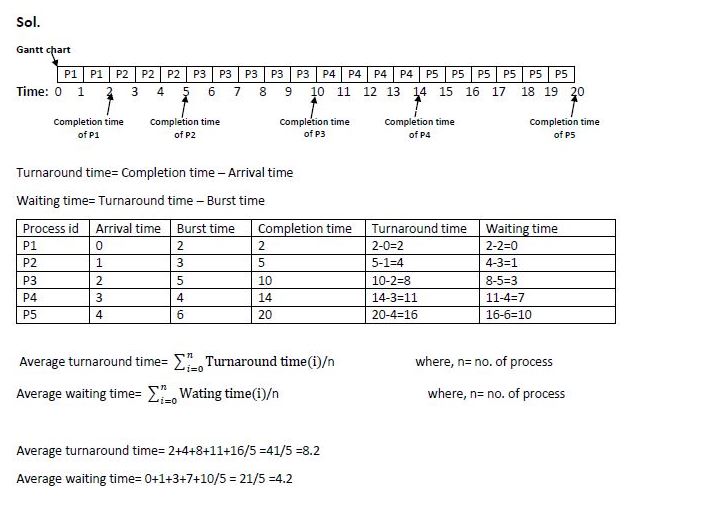 Sol.
Gantt chart
P1 P1 P2 P2 P2 P3 P3 P3 P3 P3 P4 P4 P4 P4 P5 P5 P5 P5 P5 P5
Time: 0 1 2 3 4 5 6 7 8 9 10 11 12 13 14 15 16 17 18 19 20
Completion time Completion time Completion time Completion time Completion time
of P1 of P2 of P3 of P4 of P5
Turnaround time= Completion time – Arrival time
Waiting time= Turnaround time – Burst time
Process id Arrival time Burst time Completion time Turnaround time Waiting time
P1 0 2 2 2-0=2 2-2=0
P2 1 3 5 5-1=4 4-3=1
P3 2 5 10 10-2=8 8-5=3
P4 3 4 14 14-3=11 11-4=7
P5 4 6 20 20-4=16 16-6=10
Average turnaround time= ∑ⁿᵢ₌₀ Turnaround time(i)/n where, n= no. of process
Average waiting time= ∑ⁿᵢ₌₀ Wating time(i)/n where, n= no. of process
Average turnaround time= 2+4+8+11+16/5 =41/5 =8.2
Average waiting time= 0+1+3+7+10/5 = 21/5 =4.2